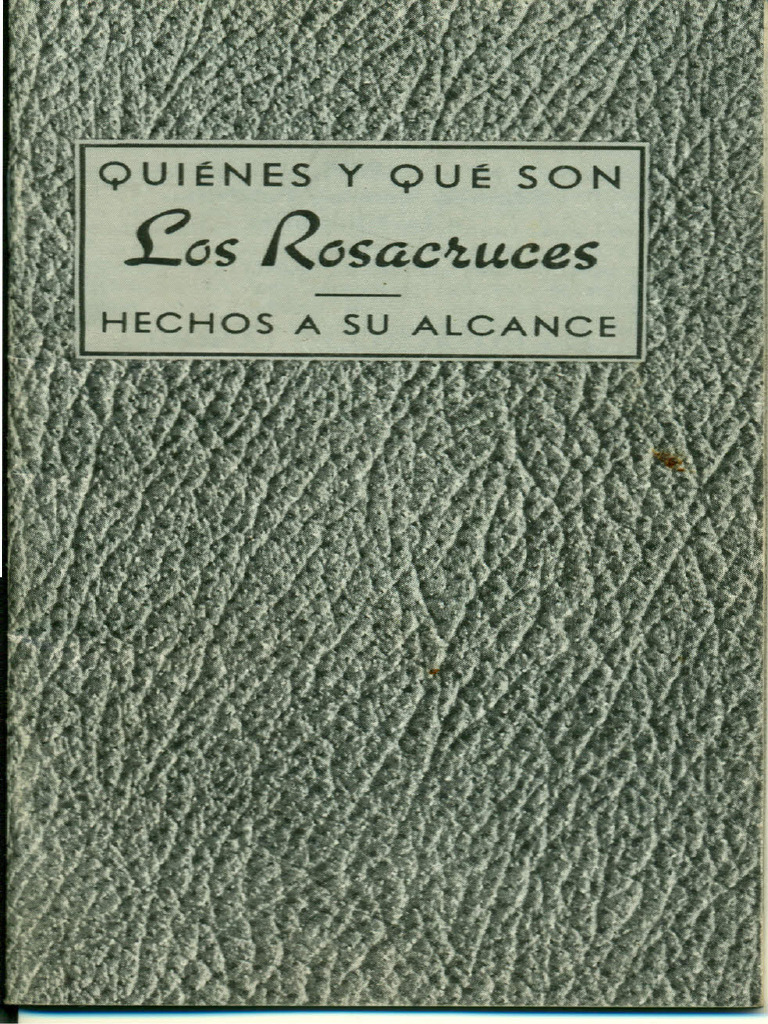 QUIÉNES Y QUÉ SON
Los Rosacruces
HECHOS A SU ALCANCE